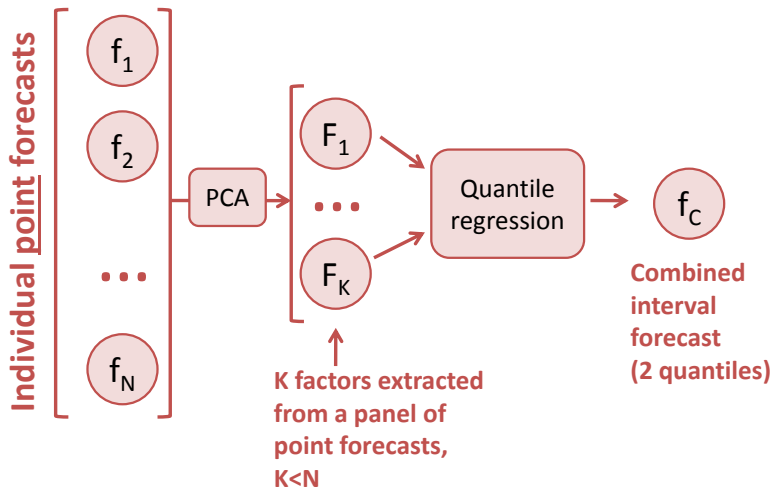 Individual point forecasts
f1
f2
...
fN
PCA
F1
...
FK
K factors extracted
from a panel of
point forecasts,
K<N
Quantile
regression
fC
Combined
interval
forecast
(2 quantiles)